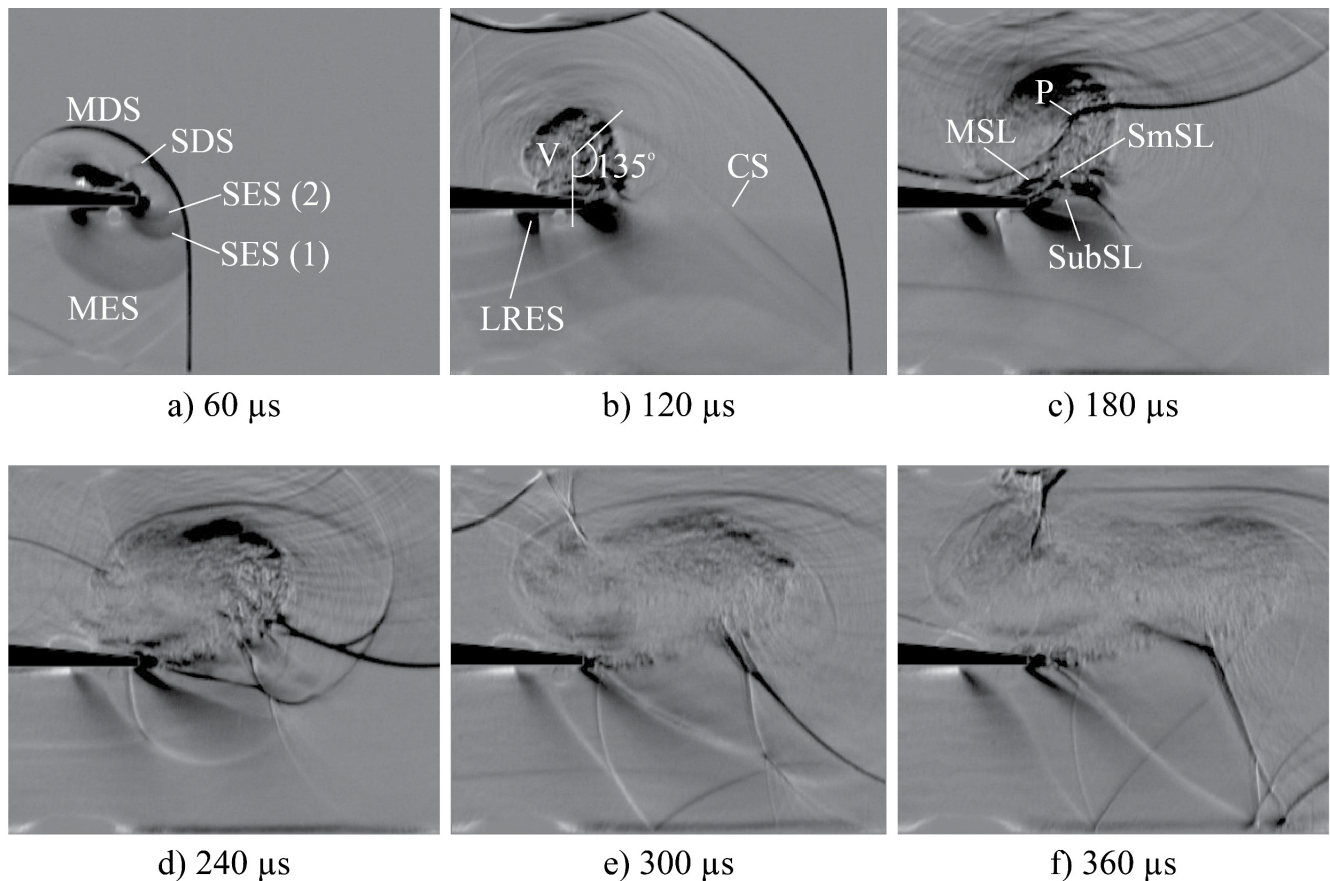 MDS
SDS
SES (2)
SES (1)
MES
a) 60 µs
V
135°
CS
LRES
b) 120 µs
P
MSL
SmSL
SubSL
c) 180 µs
d) 240 µs
e) 300 µs
f) 360 µs